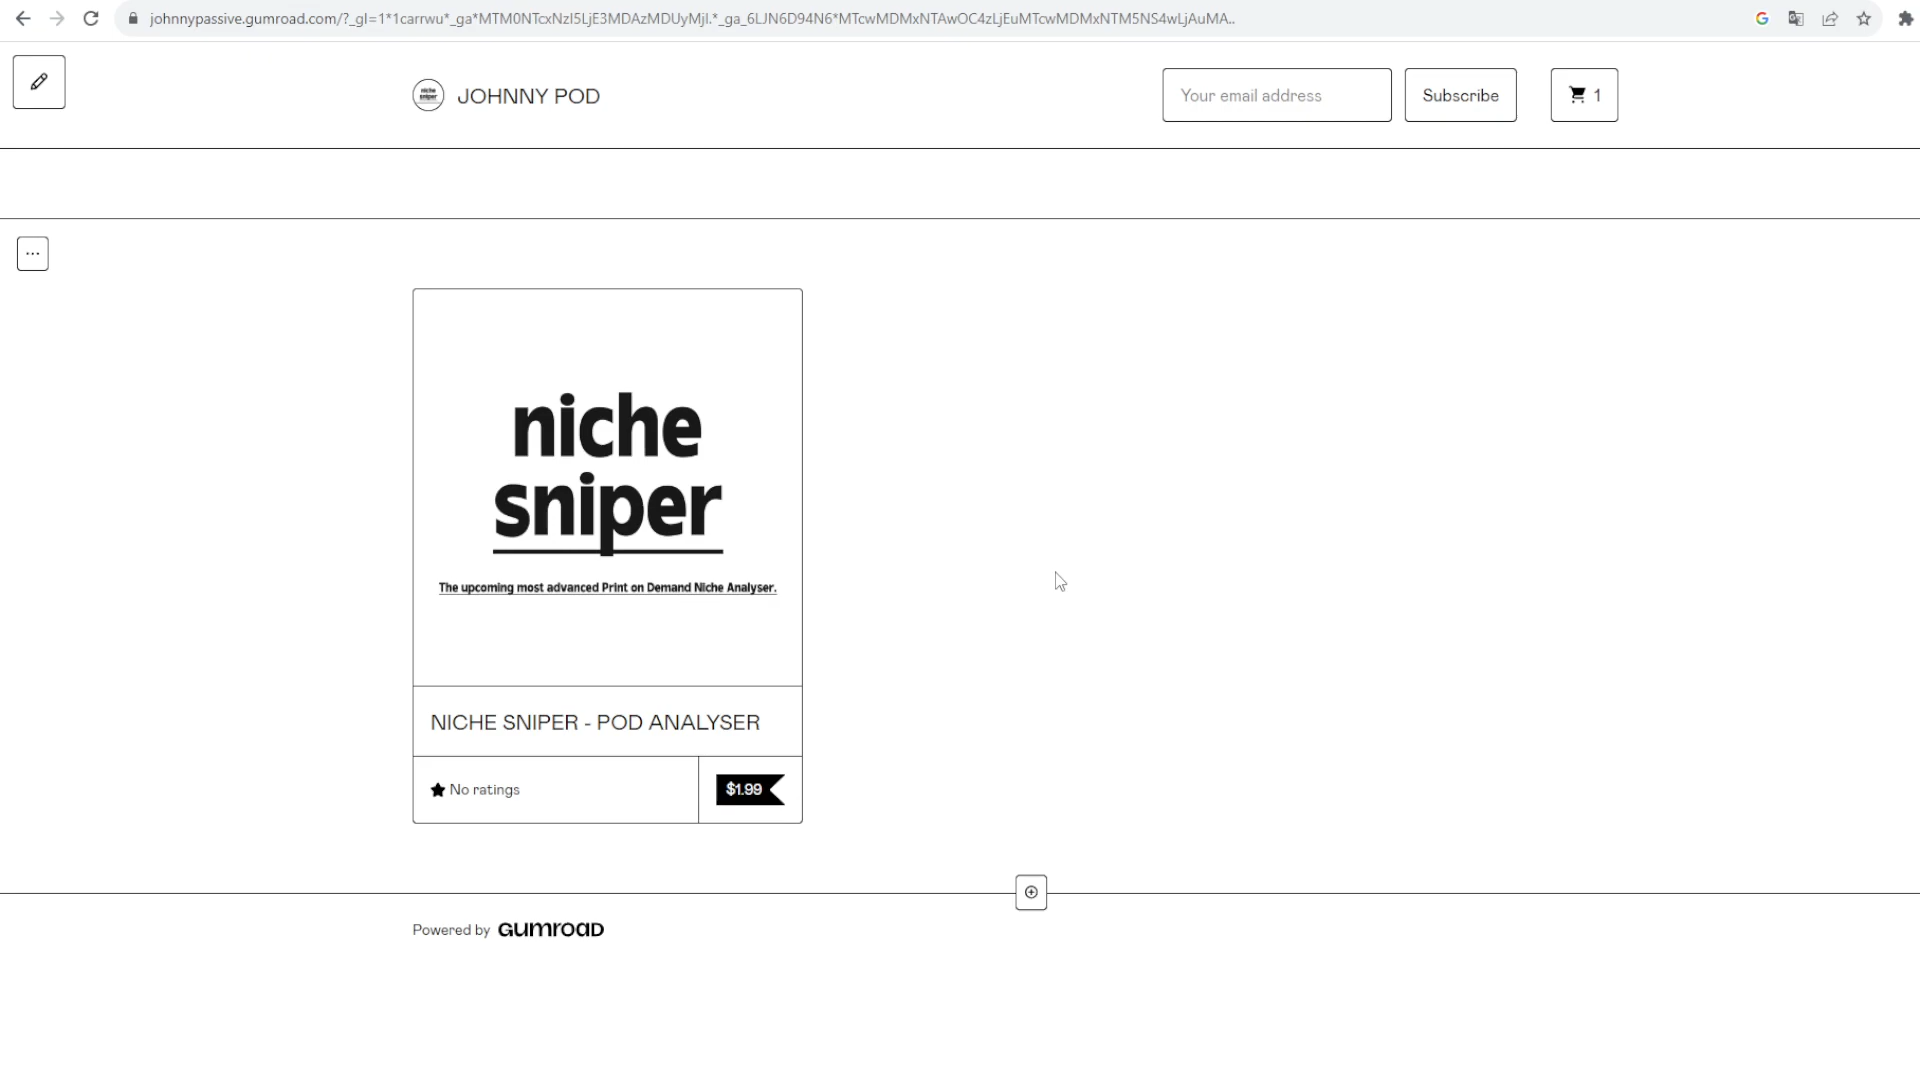 johnnypassive.gumroad.com/?_gl=1*1carrwu*_ga*MTM0NTcxNzI5LjE3MDAzMDUyMjI.*_ga_6LJN6D94N6*MTcwMDMxNTAwOC4zLjEuMTcwMDMxNTM5NS4wLjAuMA..
niche sniper
JOHNNY POD
Your email address
Subscribe
1
niche
sniper
The upcoming most advanced Print on Demand Niche Analyser.
NICHE SNIPER - POD ANALYSER
No ratings
$1.99
Powered by GUMROAD